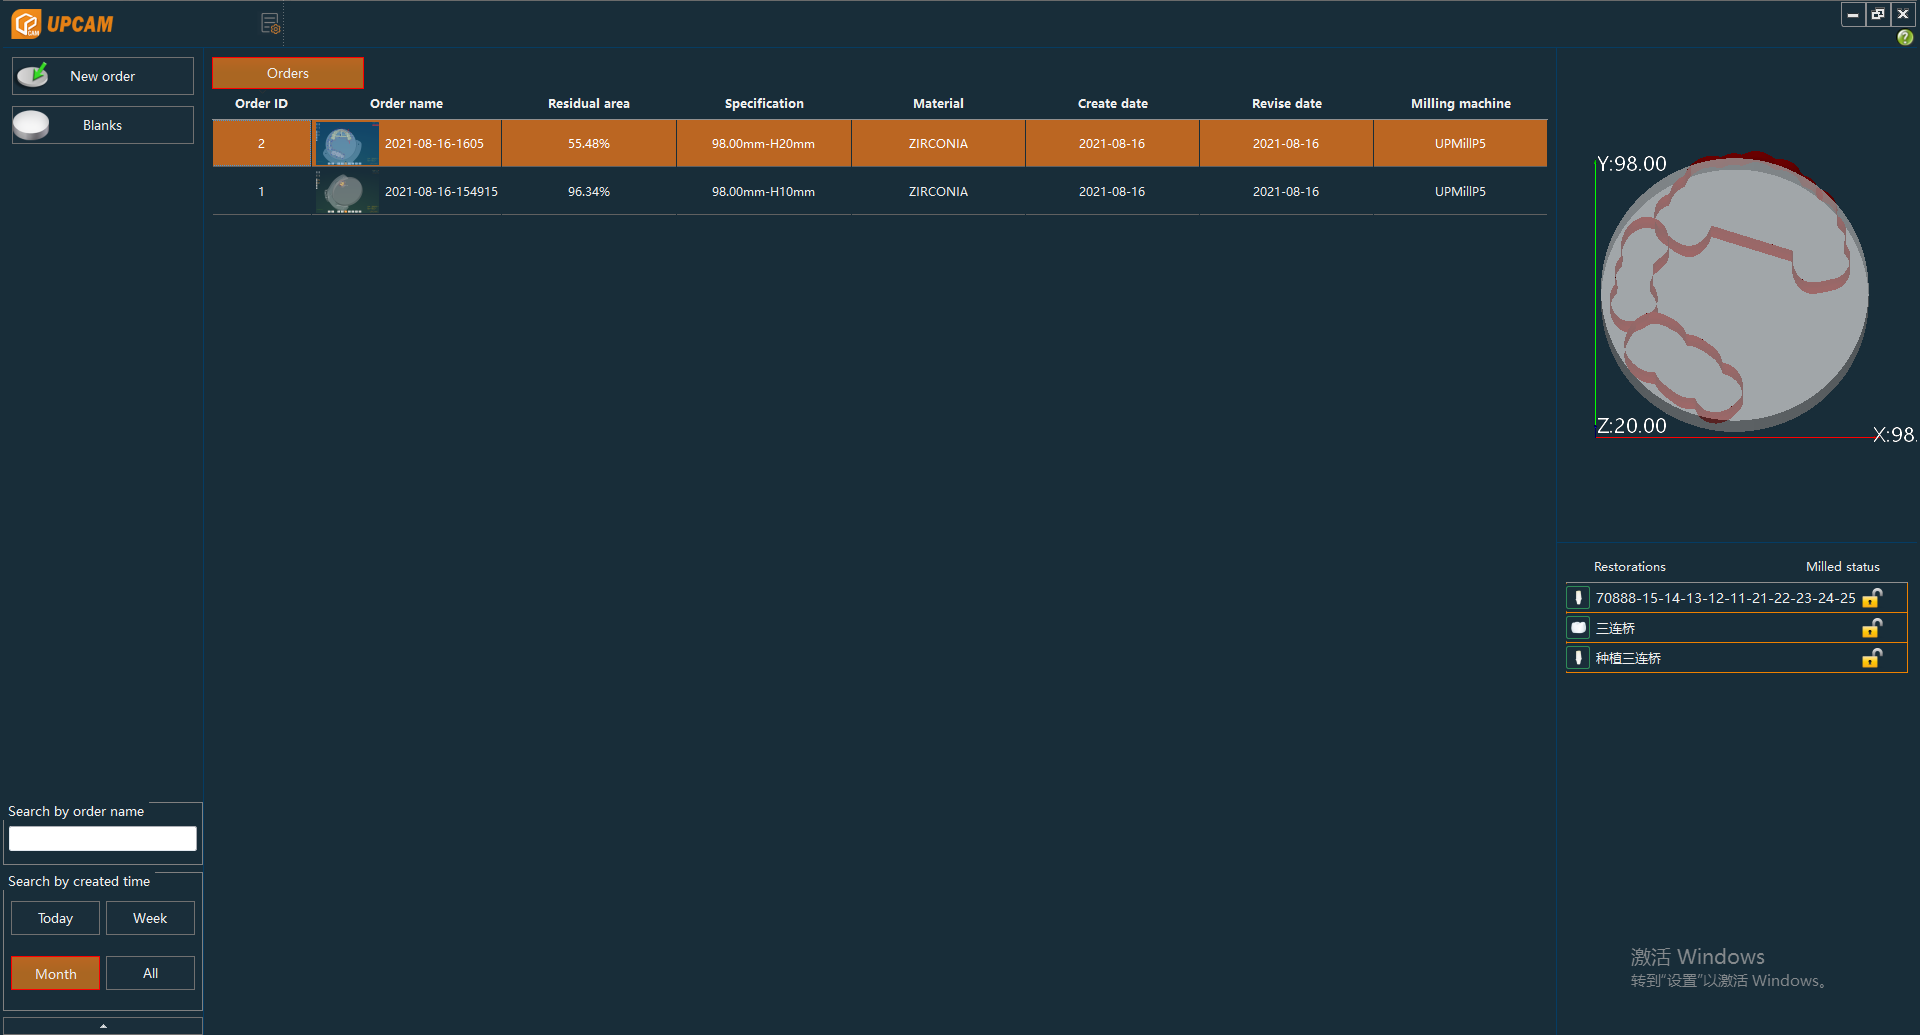 UPCAM
New order
Blanks
Orders
Order ID Order name Residual area Specification Material Create date Revise date Milling machine
2 2021-08-16-1605 55.48% 98.00mm-H20mm ZIRCONIA 2021-08-16 2021-08-16 UPMillP5
1 2021-08-16-154915 96.34% 98.00mm-H10mm ZIRCONIA 2021-08-16 2021-08-16 UPMillP5
Y:98.00
Z:20.00
X:98.
Restorations Milled status
70888-15-14-13-12-11-21-22-23-24-25
三连桥
种植三连桥
Search by order name
Search by created time
Today Week
Month All
激活 Windows
转到“设置”以激活 Windows。